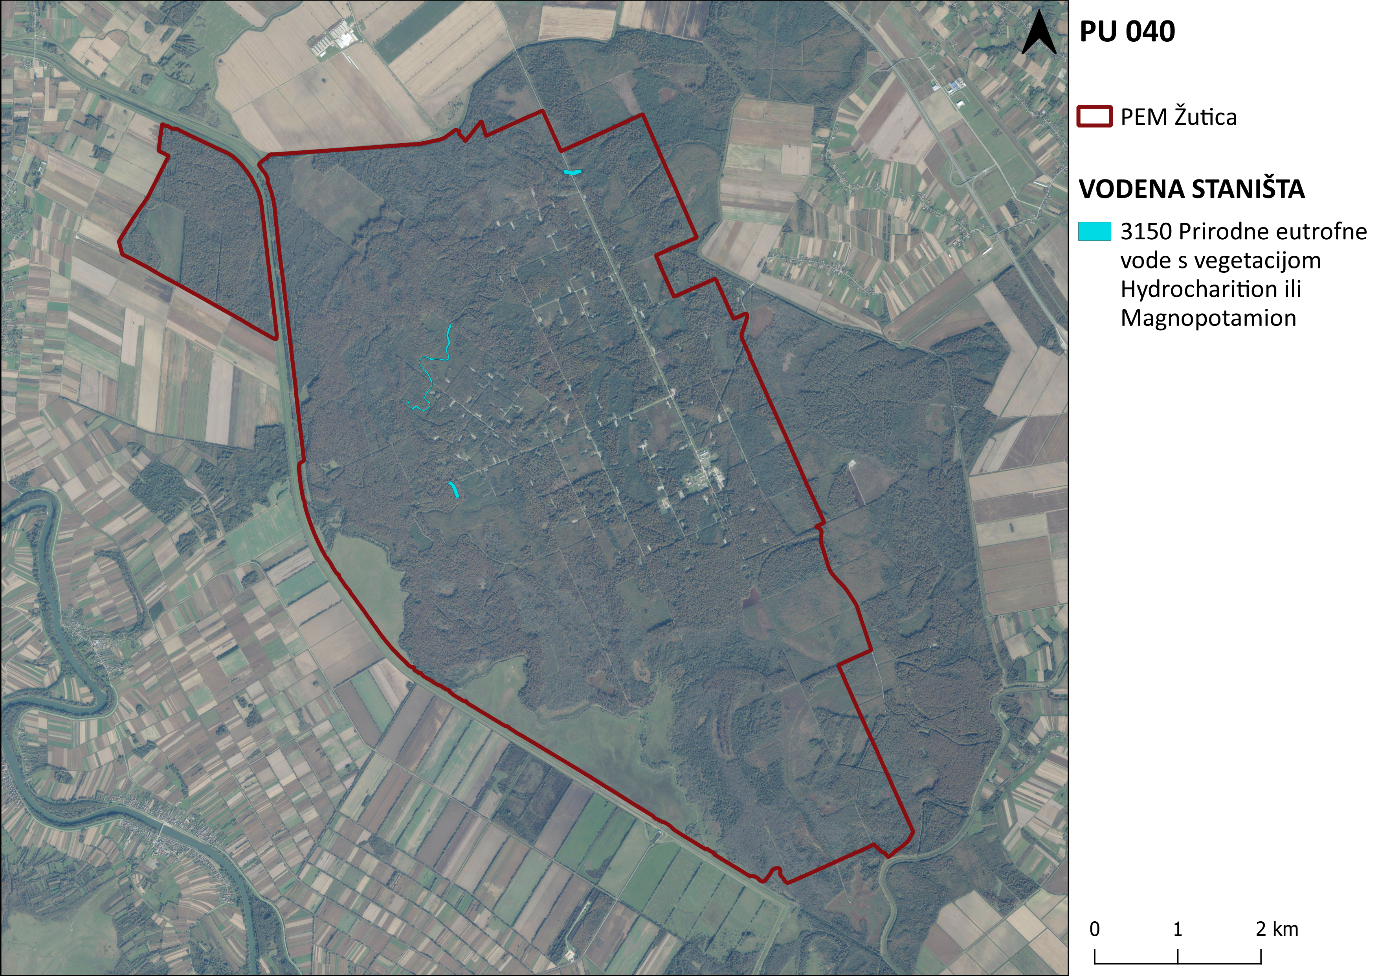 PU 040
PEM Žutica
VODENA STANIŠTA
3150 Prirodne eutrofne
vode s vegetacijom
Hydrocharition ili
Magnopotamion
0 1 2 km